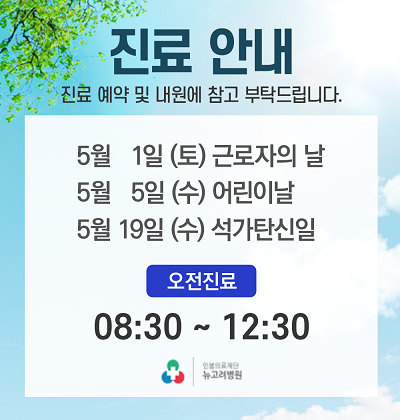 진료 안내
진료 예약 및 내원에 참고 부탁드립니다.
5월 1일 (토) 근로자의 날
5월 5일 (수) 어린이날
5월 19일 (수) 석가탄신일
오전진료
08:30 ~ 12:30
인봉의료재단
뉴고려병원